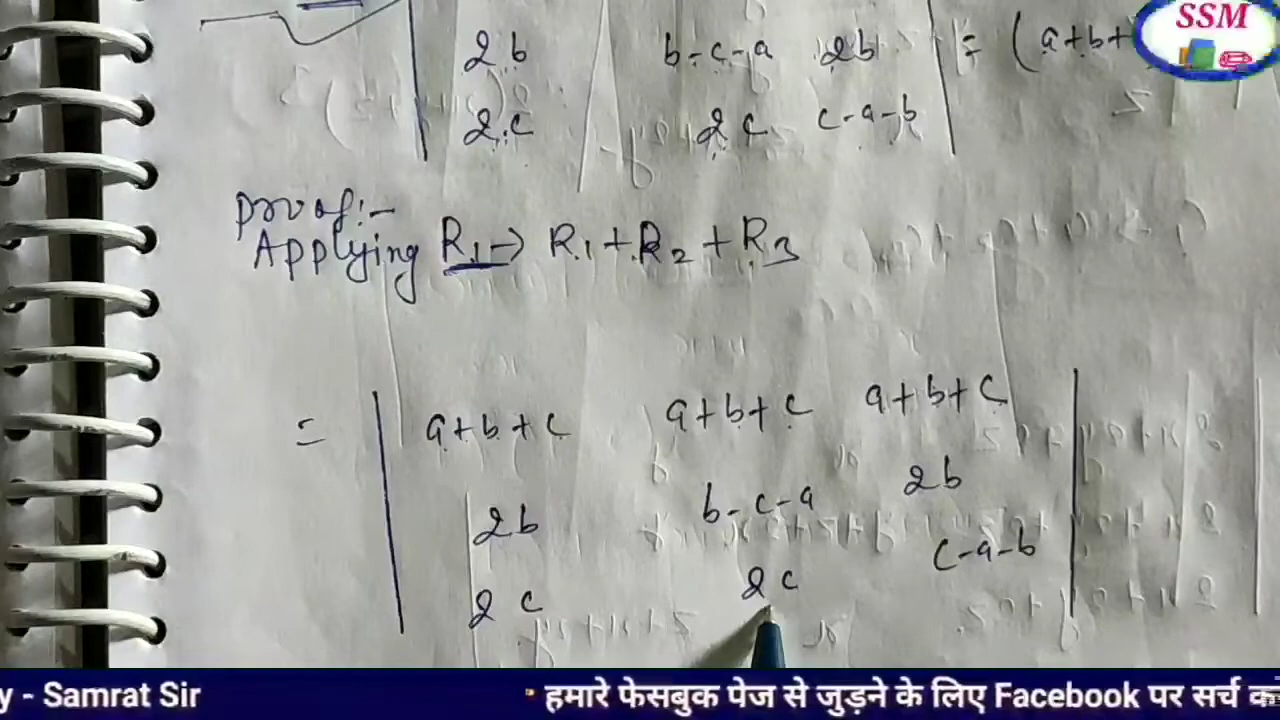 SSM
2b b-c-a 2b = (a+b+
2c 2c c-a-b
Proof:-
Applying R1→ R1+R2+R3
= a+b+c a+b+c a+b+c
2b b-c-a 2b
2c 2c c-a-b
y - Samrat Sir • हमारे फेसबुक पेज से जुड़ने के लिए Facebook पर सर्च